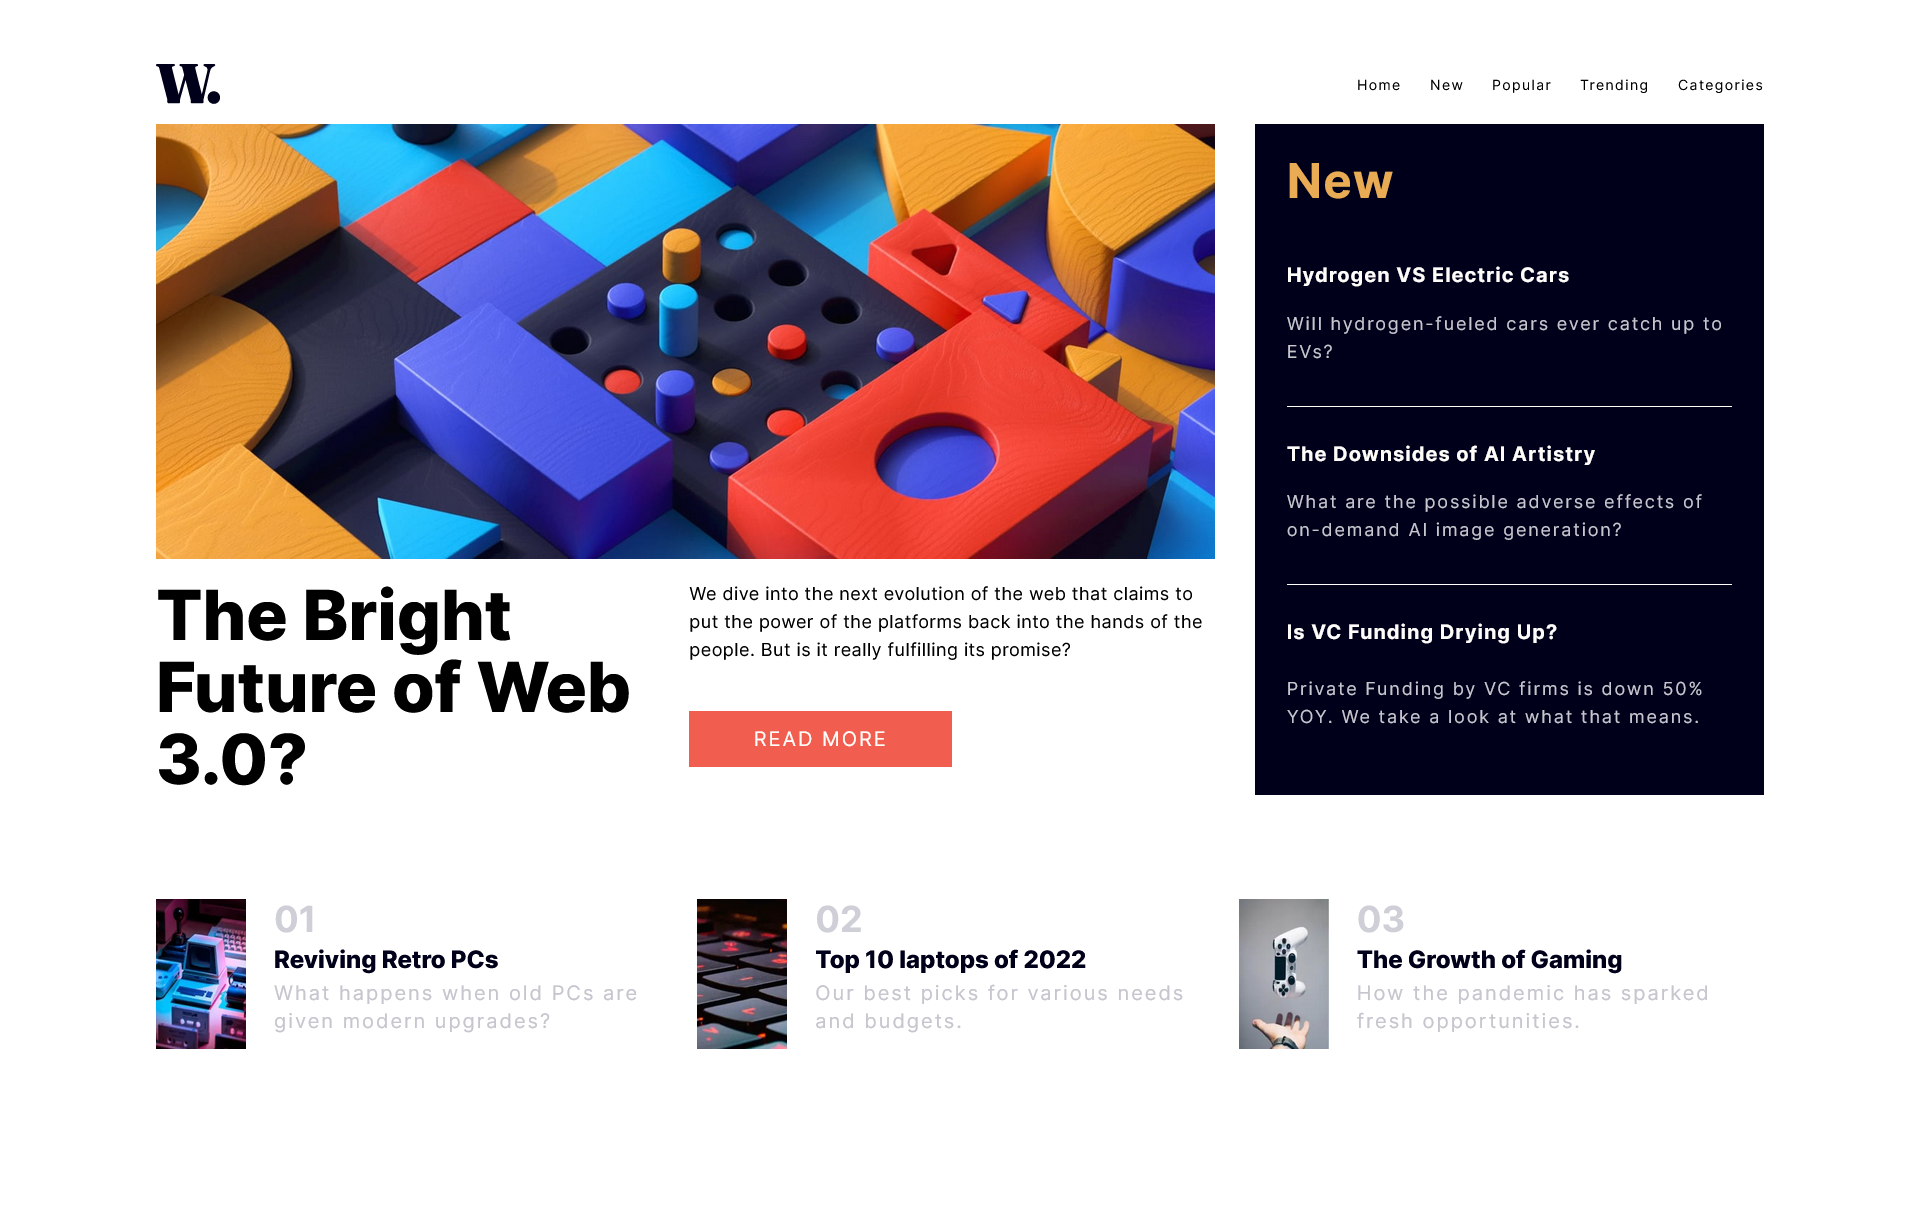 W.
Home New Popular Trending Categories
The Bright
Future of Web
3.0?
We dive into the next evolution of the web that claims to
put the power of the platforms back into the hands of the
people. But is it really fulfilling its promise?
READ MORE
New
Hydrogen VS Electric Cars
Will hydrogen-fueled cars ever catch up to
EVs?
The Downsides of AI Artistry
What are the possible adverse effects of
on-demand AI image generation?
Is VC Funding Drying Up?
Private Funding by VC firms is down 50%
YOY. We take a look at what that means.
01
Reviving Retro PCs
What happens when old PCs are
given modern upgrades?
02
Top 10 laptops of 2022
Our best picks for various needs
and budgets.
03
The Growth of Gaming
How the pandemic has sparked
fresh opportunities.